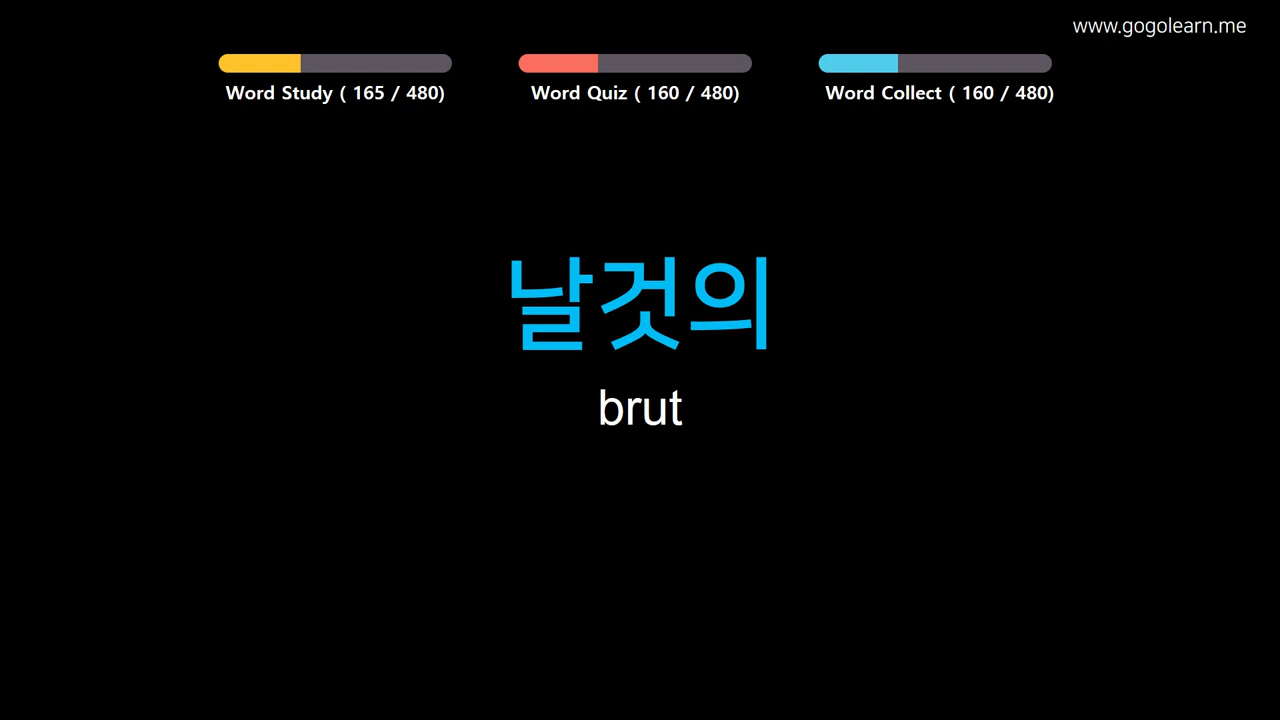 www.gogolearn.me
Word Study ( 165 / 480)
Word Quiz ( 160 / 480)
Word Collect ( 160 / 480)
날것의
brut